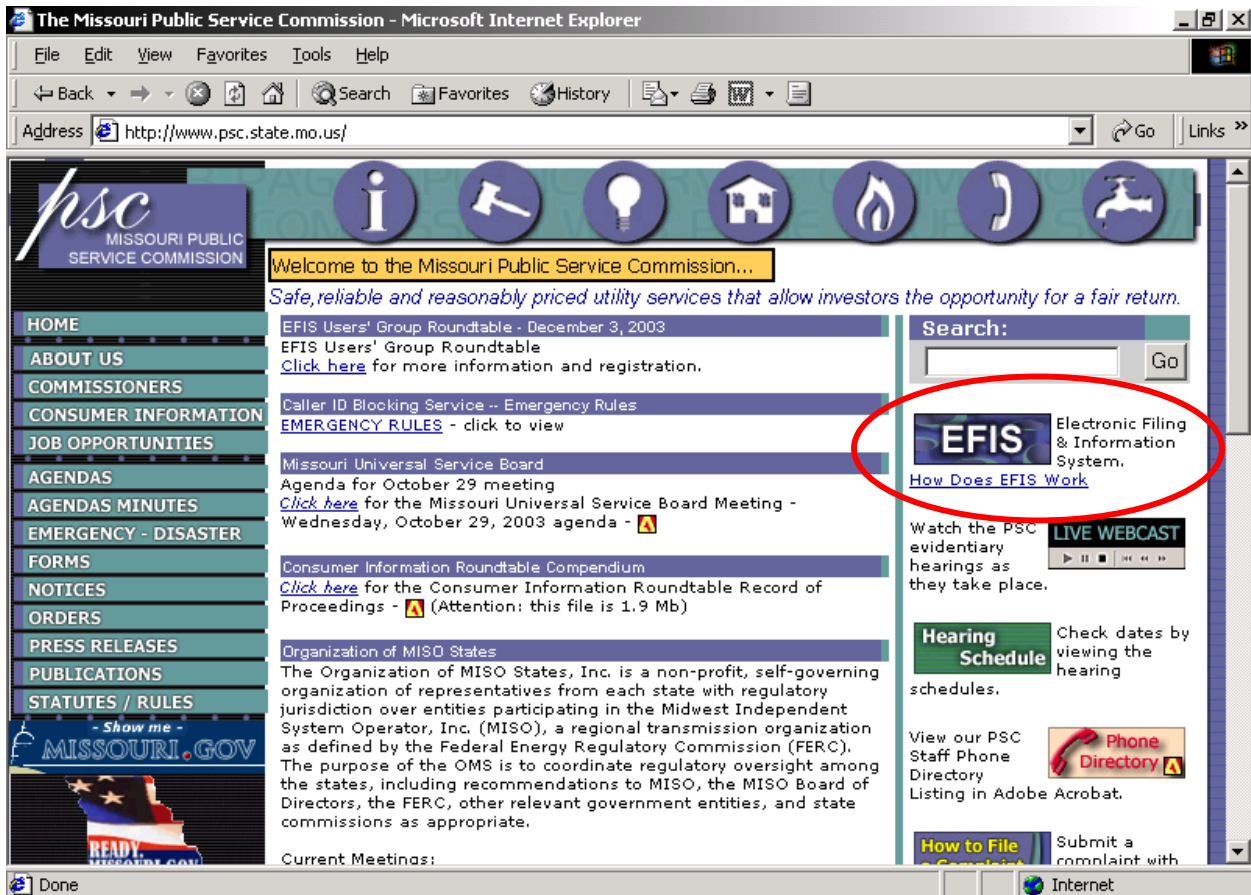 The Missouri Public Service Commission - Microsoft Internet Explorer
File Edit View Favorites Tools Help
Back Search Favorites History
Address http://www.psc.state.mo.us/ Go Links »
psc
MISSOURI PUBLIC
SERVICE COMMISSION
Welcome to the Missouri Public Service Commission...
Safe,reliable and reasonably priced utility services that allow investors the opportunity for a fair return.
HOME
ABOUT US
COMMISSIONERS
CONSUMER INFORMATION
JOB OPPORTUNITIES
AGENDAS
AGENDAS MINUTES
EMERGENCY - DISASTER
FORMS
NOTICES
ORDERS
PRESS RELEASES
PUBLICATIONS
STATUTES / RULES
- Show me -
MISSOURI.GOV
READY.
MISSOURI.GOV
EFIS Users' Group Roundtable - December 3, 2003
EFIS Users' Group Roundtable
Click here for more information and registration.
Caller ID Blocking Service -- Emergency Rules
EMERGENCY RULES - click to view
Missouri Universal Service Board
Agenda for October 29 meeting
Click here for the Missouri Universal Service Board Meeting -
Wednesday, October 29, 2003 agenda -
Consumer Information Roundtable Compendium
Click here for the Consumer Information Roundtable Record of
Proceedings - (Attention: this file is 1.9 Mb)
Organization of MISO States
The Organization of MISO States, Inc. is a non-profit, self-governing
organization of representatives from each state with regulatory
jurisdiction over entities participating in the Midwest Independent
System Operator, Inc. (MISO), a regional transmission organization
as defined by the Federal Energy Regulatory Commission (FERC).
The purpose of the OMS is to coordinate regulatory oversight among
the states, including recommendations to MISO, the MISO Board of
Directors, the FERC, other relevant government entities, and state
commissions as appropriate.
Current Meetings:
Search:
Go
EFIS
Electronic Filing
& Information
System.
How Does EFIS Work
Watch the PSC
evidentiary
hearings as
they take place.
LIVE WEBCAST
Hearing
Schedule
Check dates by
viewing the
hearing
schedules.
View our PSC
Staff Phone
Directory
Listing in Adobe Acrobat.
Phone
Directory
How to File
a Complaint
Submit a
complaint with
Done
Internet